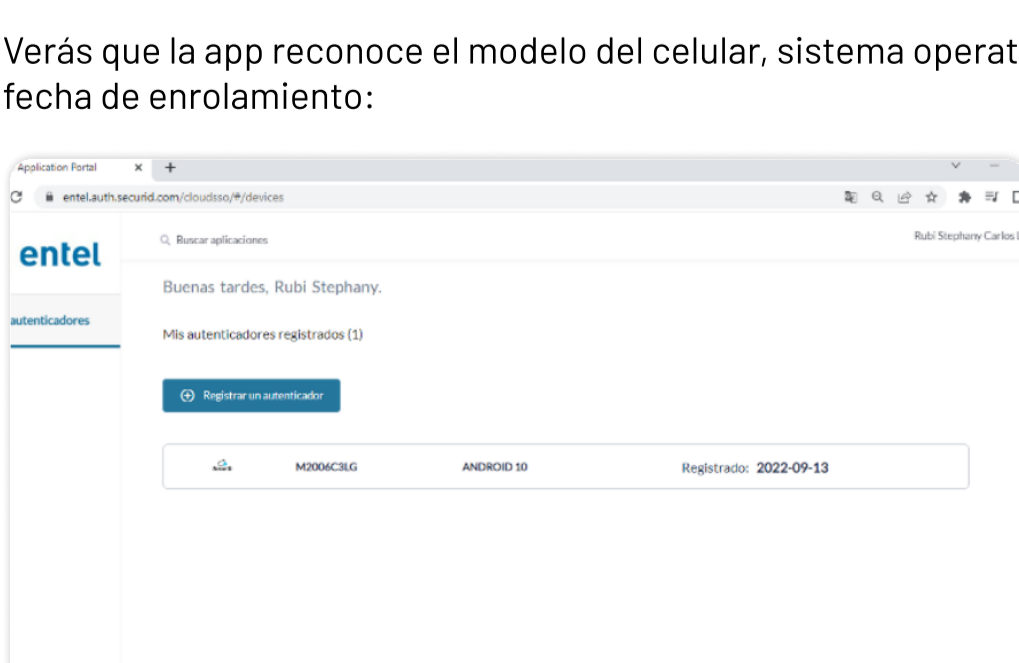 Verás que la app reconoce el modelo del celular, sistema operat
fecha de enrolamiento:
Application Portal
entel.auth.securid.com/cloudsso/#/devices
entel
Buscar aplicaciones
Rubi Stephany Carlos
Buenas tardes, Rubi Stephany.
autenticadores
Mis autenticadores registrados (1)
Registrar un autenticador
M2006C3LG ANDROID 10 Registrado: 2022-09-13